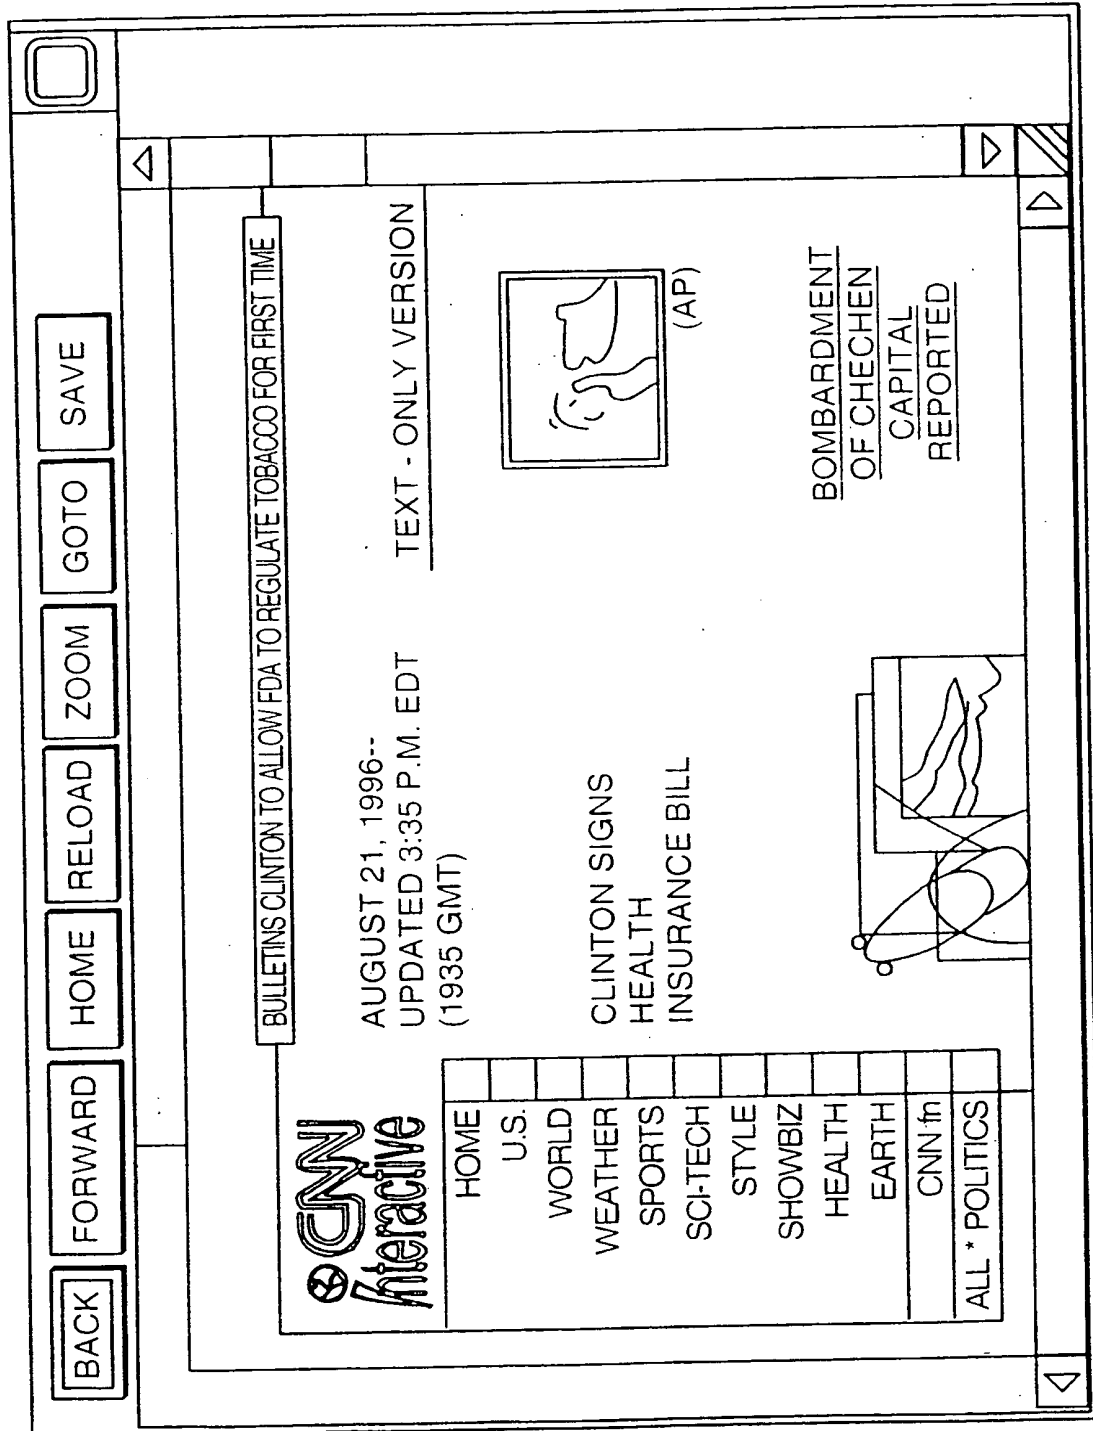 BACK
FORWARD
HOME
RELOAD
ZOOM
GOTO
SAVE
BULLETINS CLINTON TO ALLOW FDA TO REGULATE TOBACCO FOR FIRST TIME
CNN
Interactive
AUGUST 21, 1996--
UPDATED 3:35 P.M. EDT
(1935 GMT)
TEXT - ONLY VERSION
HOME
U.S.
WORLD
WEATHER
SPORTS
SCI-TECH
STYLE
SHOWBIZ
HEALTH
EARTH
CNN fn
ALL * POLITICS
CLINTON SIGNS
HEALTH
INSURANCE BILL
(AP)
BOMBARDMENT
OF CHECHEN
CAPITAL
REPORTED